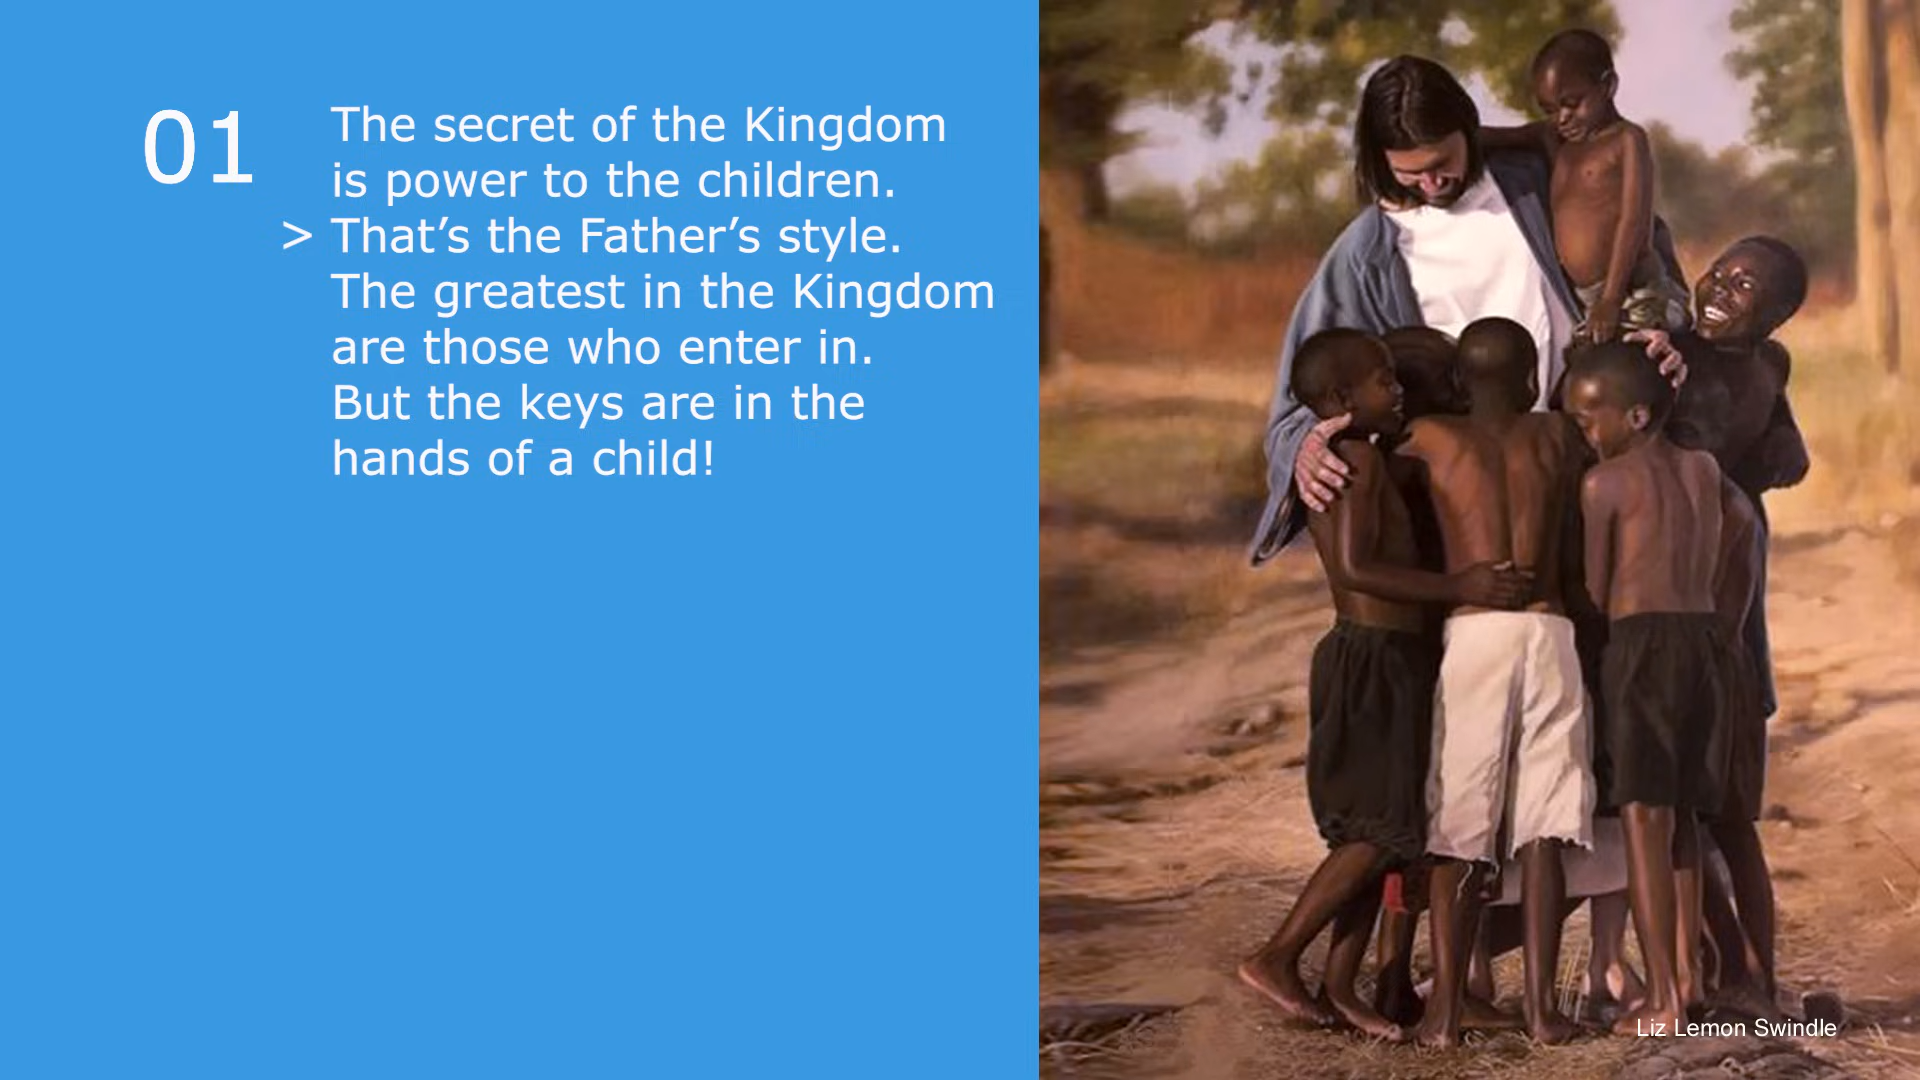 01
The secret of the Kingdom
is power to the children.
> That’s the Father’s style.
The greatest in the Kingdom
are those who enter in.
But the keys are in the
hands of a child!
Liz Lemon Swindle